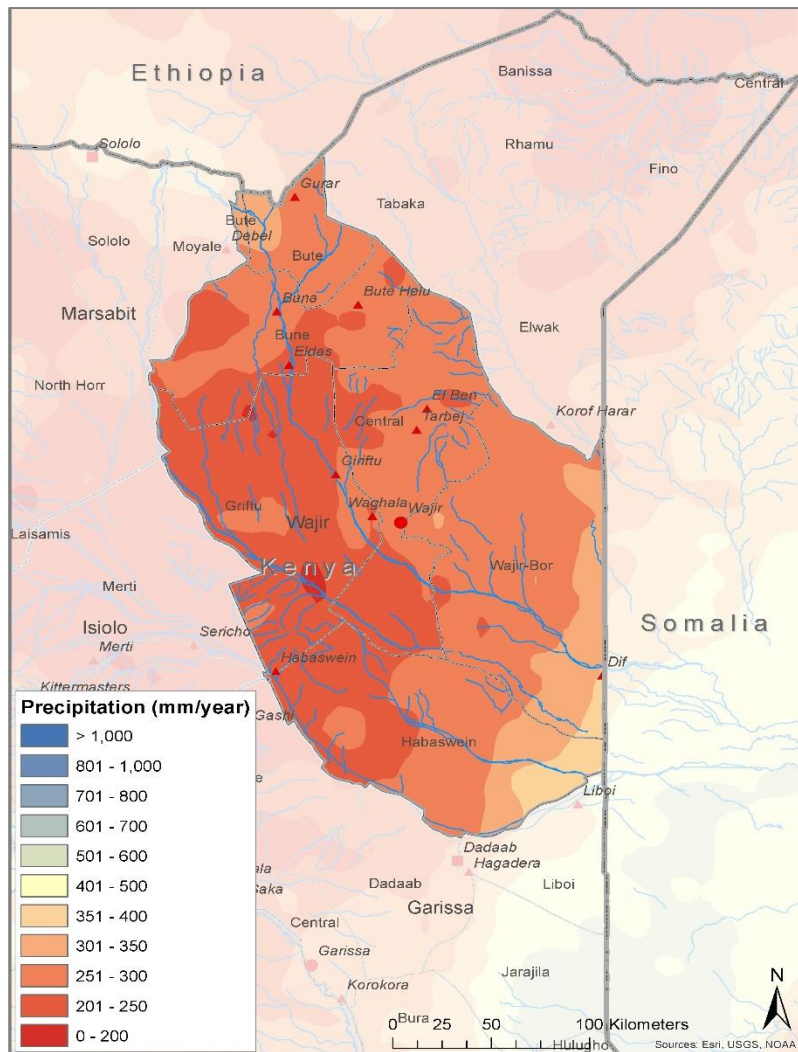 Ethiopia
Banissa
Central
Rhamu
Sololo
Fino
Gurar
Tabaka
Bute
Debel
Sololo
Moyale
Bute
Marsabit
Buna
Bute Helu
Bune
Elwak
Eldas
North Horr
El Ben
Central
Tarbej
Korof Harar
Giriftu
Griftu
Wajir
Waghala
Wajir
Laisamis
Kenya
Wajir-Bor
Merti
Isiolo
Sericho
Somalia
Merti
Habaswein
Dif
Kittermasters
Gashi
Habaswein
Liboi
Precipitation (mm/year)
> 1,000
801 - 1,000
701 - 800
601 - 700
501 - 600
401 - 500
351 - 400
301 - 350
251 - 300
201 - 250
0 - 200
Dadaab
Hagadera
Dadaab
Liboi
Saka
Garissa
Central
Garissa
Jarajila
Korokora
Bura
N
0 25 50 100 Kilometers
Hulugho
Sources: Esri, USGS, NOAA